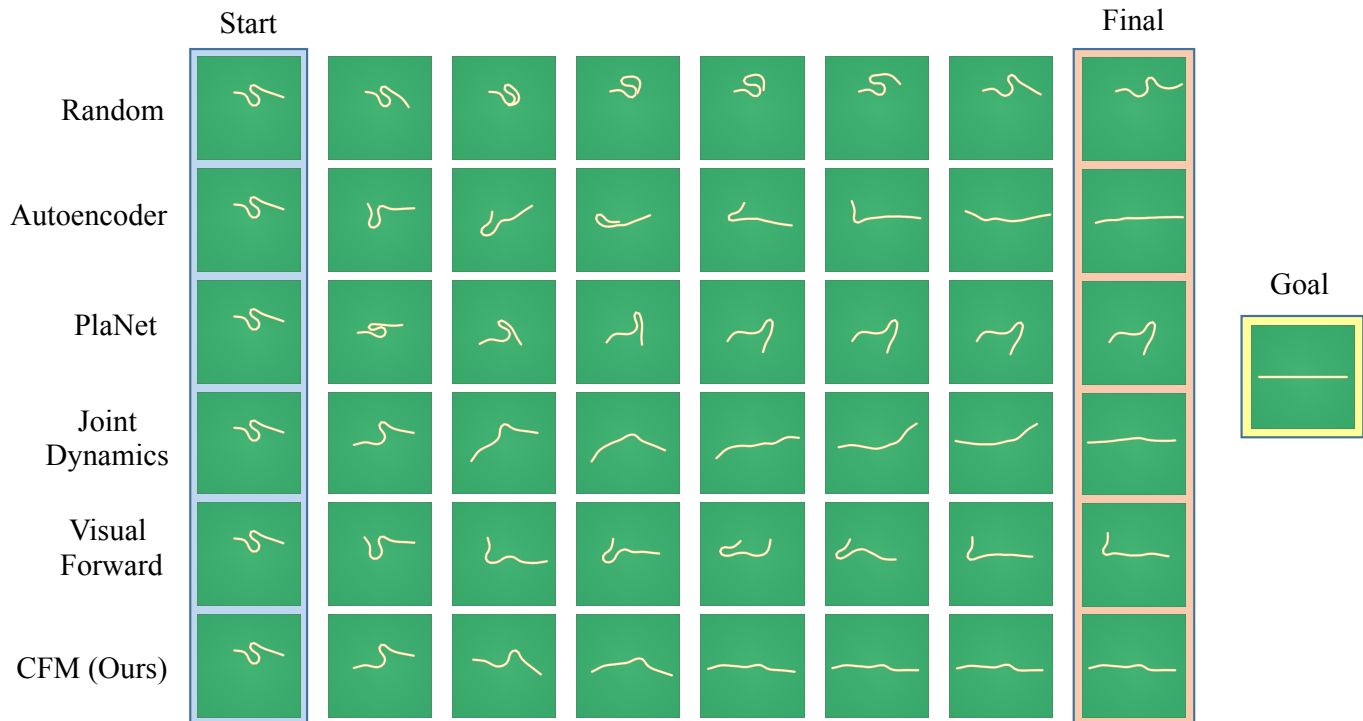 Start
Final
Random
Autoencoder
PlaNet
Goal
Joint
Dynamics
Visual
Forward
CFM (Ours)